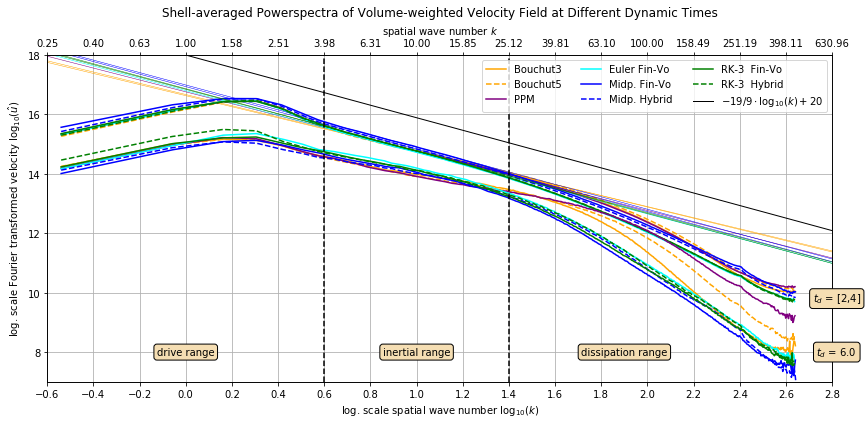 Shell-averaged Powerspectra of Volume-weighted Velocity Field at Different Dynamic Times
spatial wave number k
0.25 0.40 0.63 1.00 1.58 2.51 3.98 6.31 10.00 15.85 25.12 39.81 63.10 100.00 158.49 251.19 398.11 630.96
18
16
14
12
10
8
log. scale Fourier transformed velocity log₁₀(u̇)
Bouchut3
Bouchut5
PPM
Euler Fin-Vo
Midp. Fin-Vo
Midp. Hybrid
RK-3 Fin-Vo
RK-3 Hybrid
−19/9 · log₁₀(k) + 20
t_d = [2,4]
t_d = 6.0
drive range
inertial range
dissipation range
−0.6 −0.4 −0.2 0.0 0.2 0.4 0.6 0.8 1.0 1.2 1.4 1.6 1.8 2.0 2.2 2.4 2.6 2.8
log. scale spatial wave number log₁₀(k)